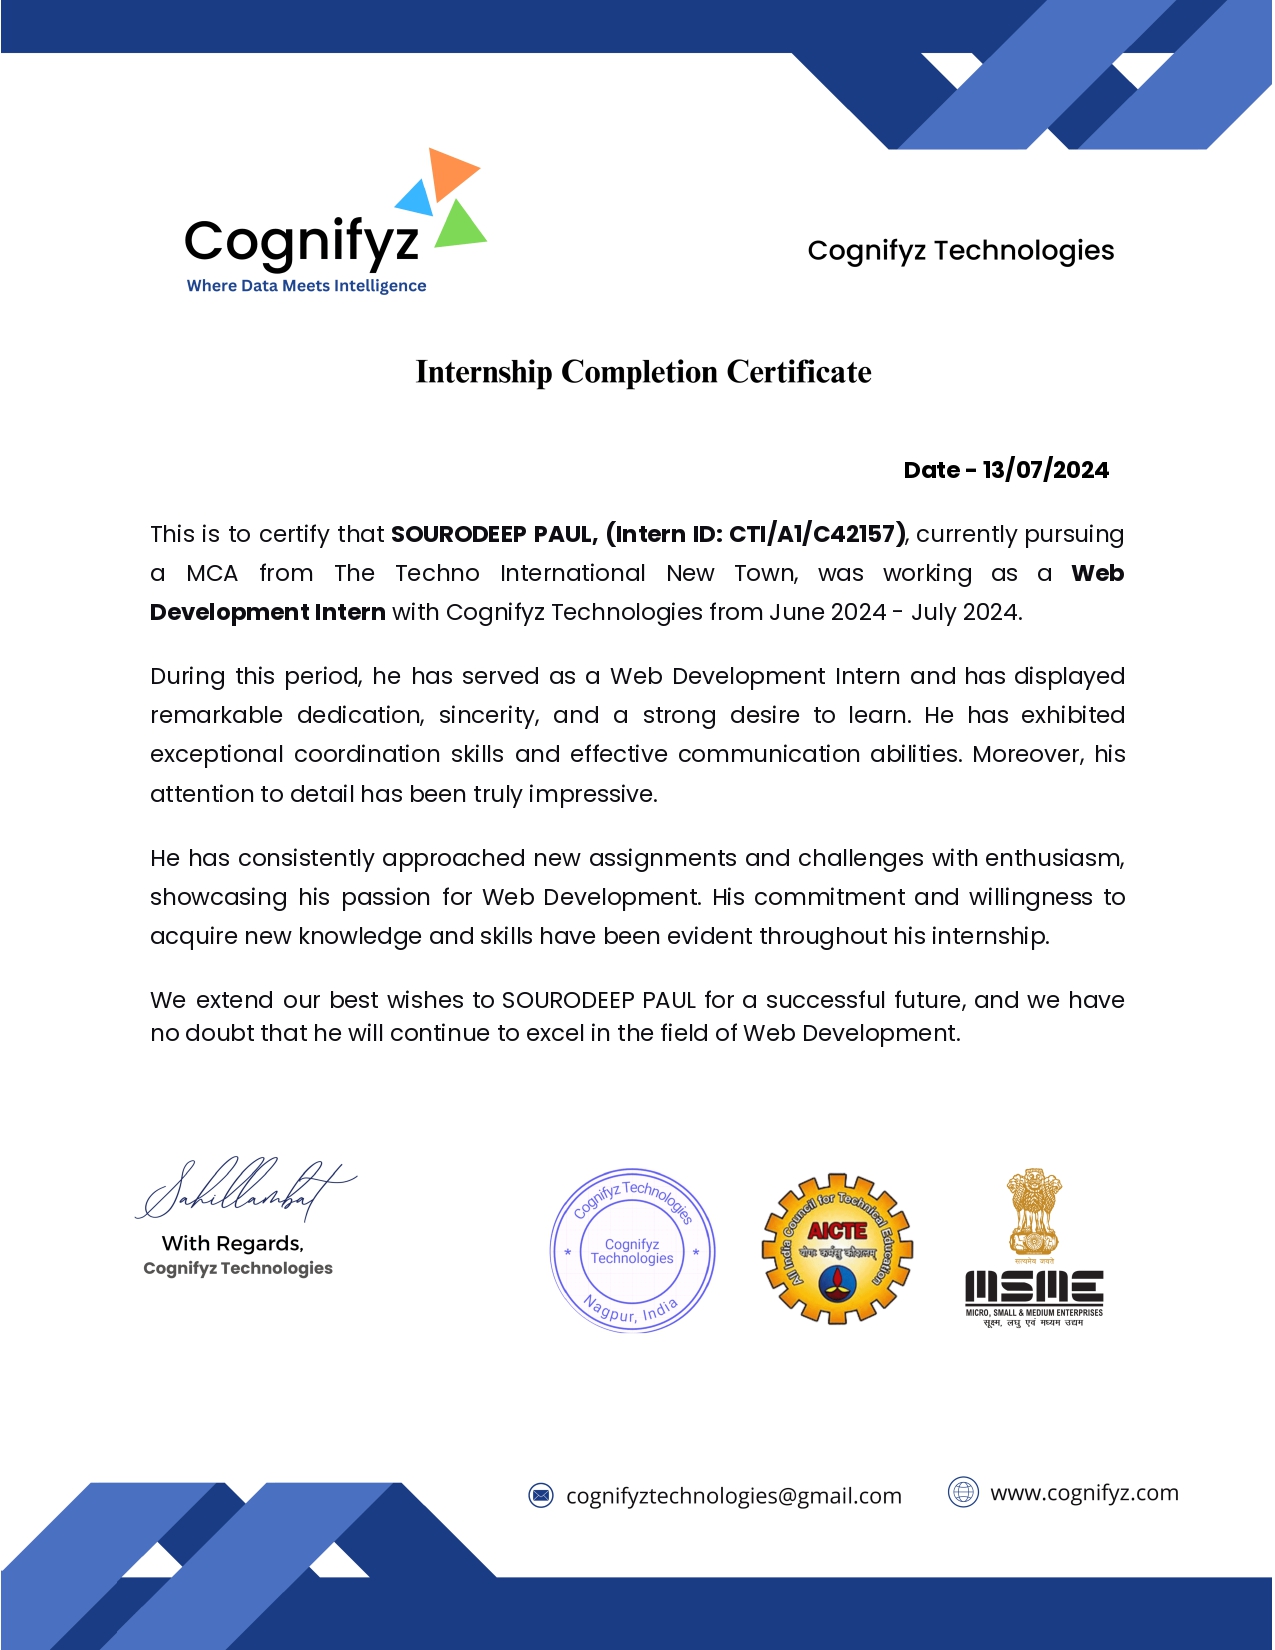 Cognifyz
Where Data Meets Intelligence
Cognifyz Technologies
Internship Completion Certificate
Date - 13/07/2024
This is to certify that SOURODEEP PAUL, (Intern ID: CTI/A1/C42157), currently pursuing
a MCA from The Techno International New Town, was working as a Web
Development Intern with Cognifyz Technologies from June 2024 - July 2024.
During this period, he has served as a Web Development Intern and has displayed
remarkable dedication, sincerity, and a strong desire to learn. He has exhibited
exceptional coordination skills and effective communication abilities. Moreover, his
attention to detail has been truly impressive.
He has consistently approached new assignments and challenges with enthusiasm,
showcasing his passion for Web Development. His commitment and willingness to
acquire new knowledge and skills have been evident throughout his internship.
We extend our best wishes to SOURODEEP PAUL for a successful future, and we have
no doubt that he will continue to excel in the field of Web Development.
Sahillambat
With Regards,
Cognifyz Technologies
Cognifyz Technologies
* Cognifyz *
Technologies
Nagpur, India
All India Council for Technical Education
AICTE
योगः कर्मसु कौशलम्
सत्यमेव जयते
MSME
MICRO, SMALL & MEDIUM ENTERPRISES
सूक्ष्म, लघु एवं मध्यम उद्यम
cognifyztechnologies@gmail.com
www.cognifyz.com